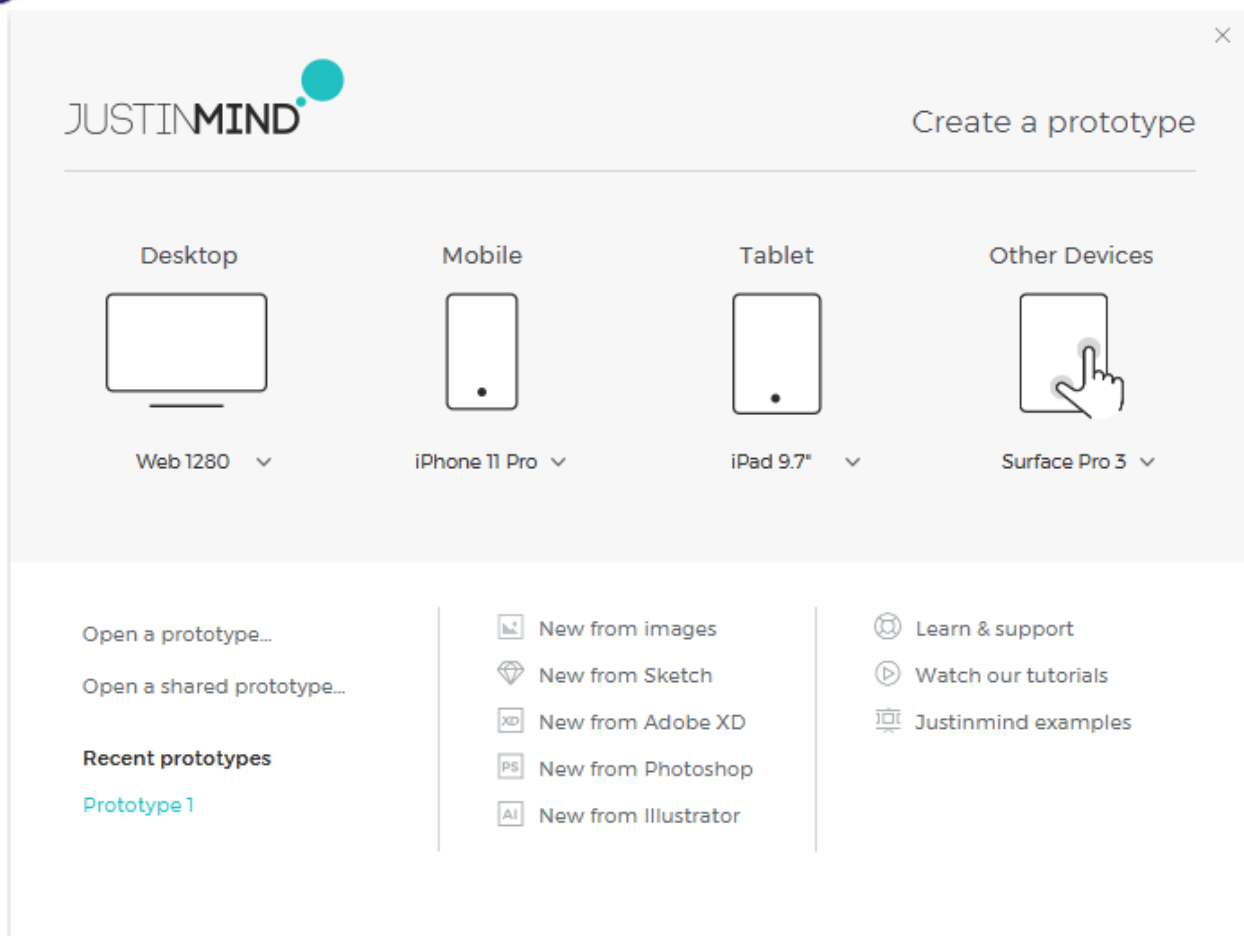 JUSTINMIND
Create a prototype
Desktop
Mobile
Tablet
Other Devices
Web 1280
iPhone 11 Pro
iPad 9.7"
Surface Pro 3
Open a prototype...
Open a shared prototype...
Recent prototypes
Prototype 1
New from images
New from Sketch
XD New from Adobe XD
PS New from Photoshop
AI New from Illustrator
Learn & support
Watch our tutorials
Justinmind examples